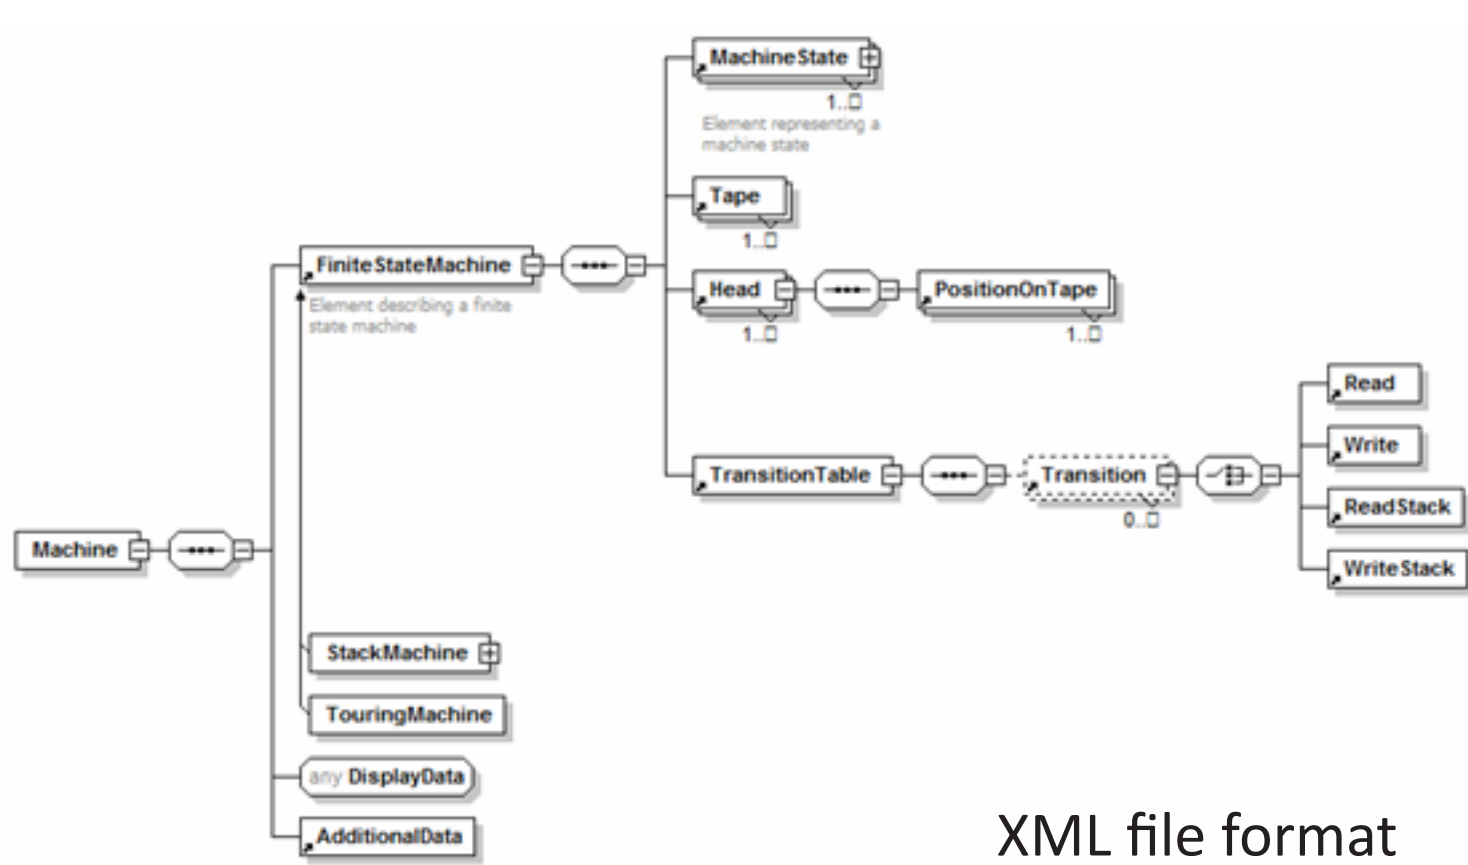 MachineState
1..□
Element representing a
machine state
Tape
1..□
FiniteStateMachine
Element describing a finite
state machine
Head
1..□
PositionOnTape
1..□
Read
Write
TransitionTable
Transition
0..□
ReadStack
WriteStack
Machine
StackMachine
TouringMachine
any DisplayData
AdditionalData
XML file format